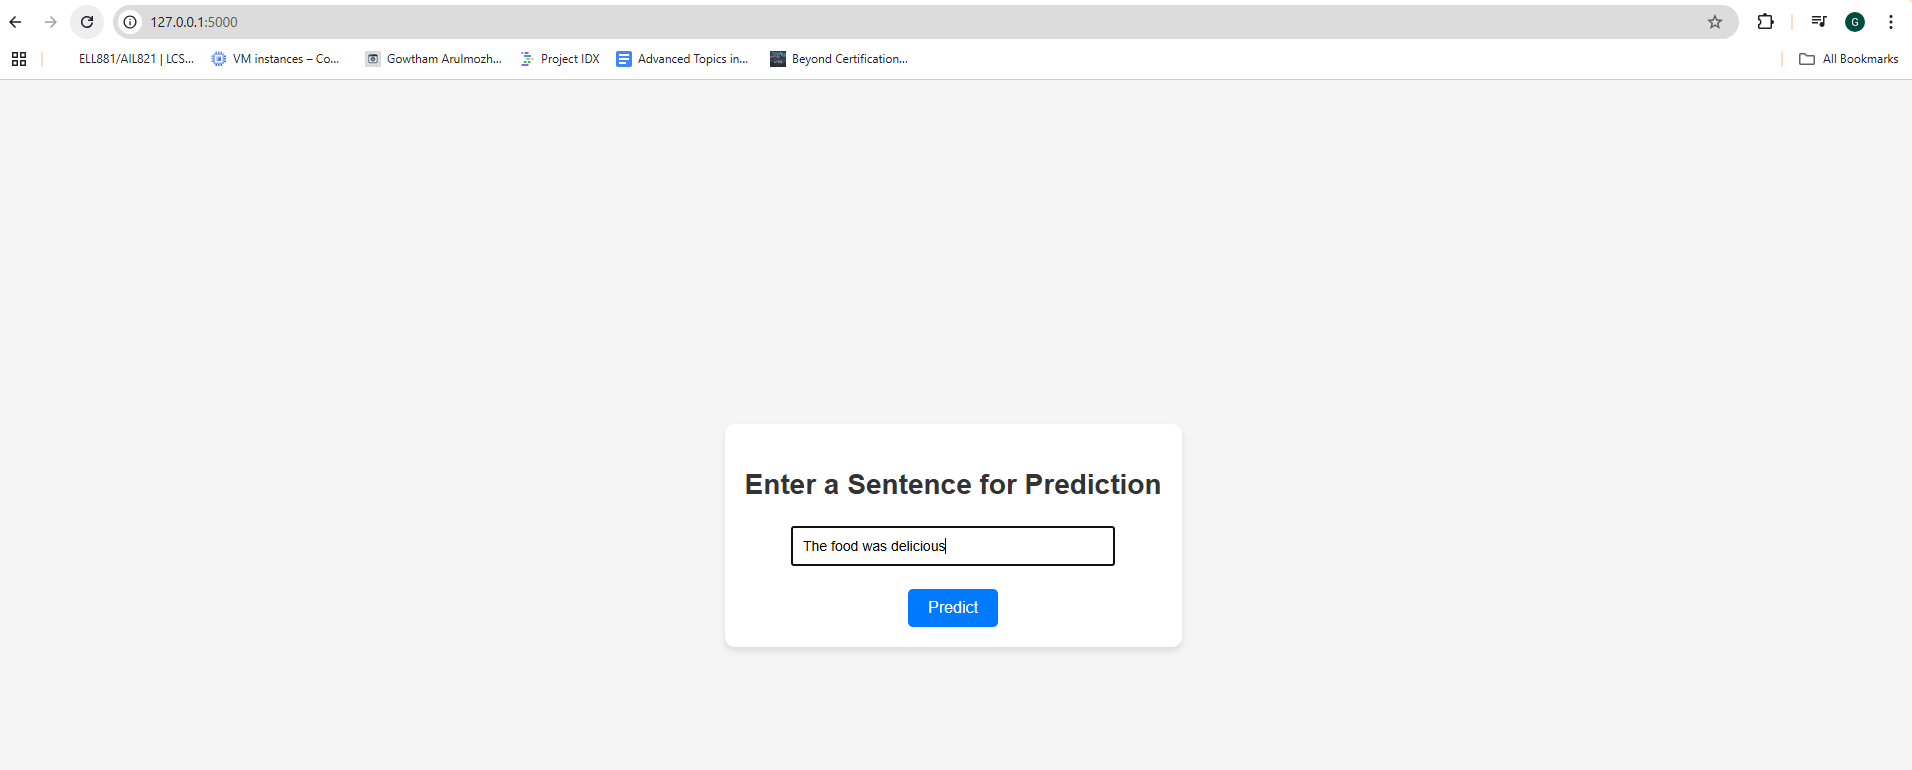 127.0.0.1:5000
G
ELL881/AIL821 | LCS...
VM instances – Co...
Gowtham Arulmozh...
Project IDX
Advanced Topics in...
Beyond Certification...
All Bookmarks
Enter a Sentence for Prediction
The food was delicious
Predict